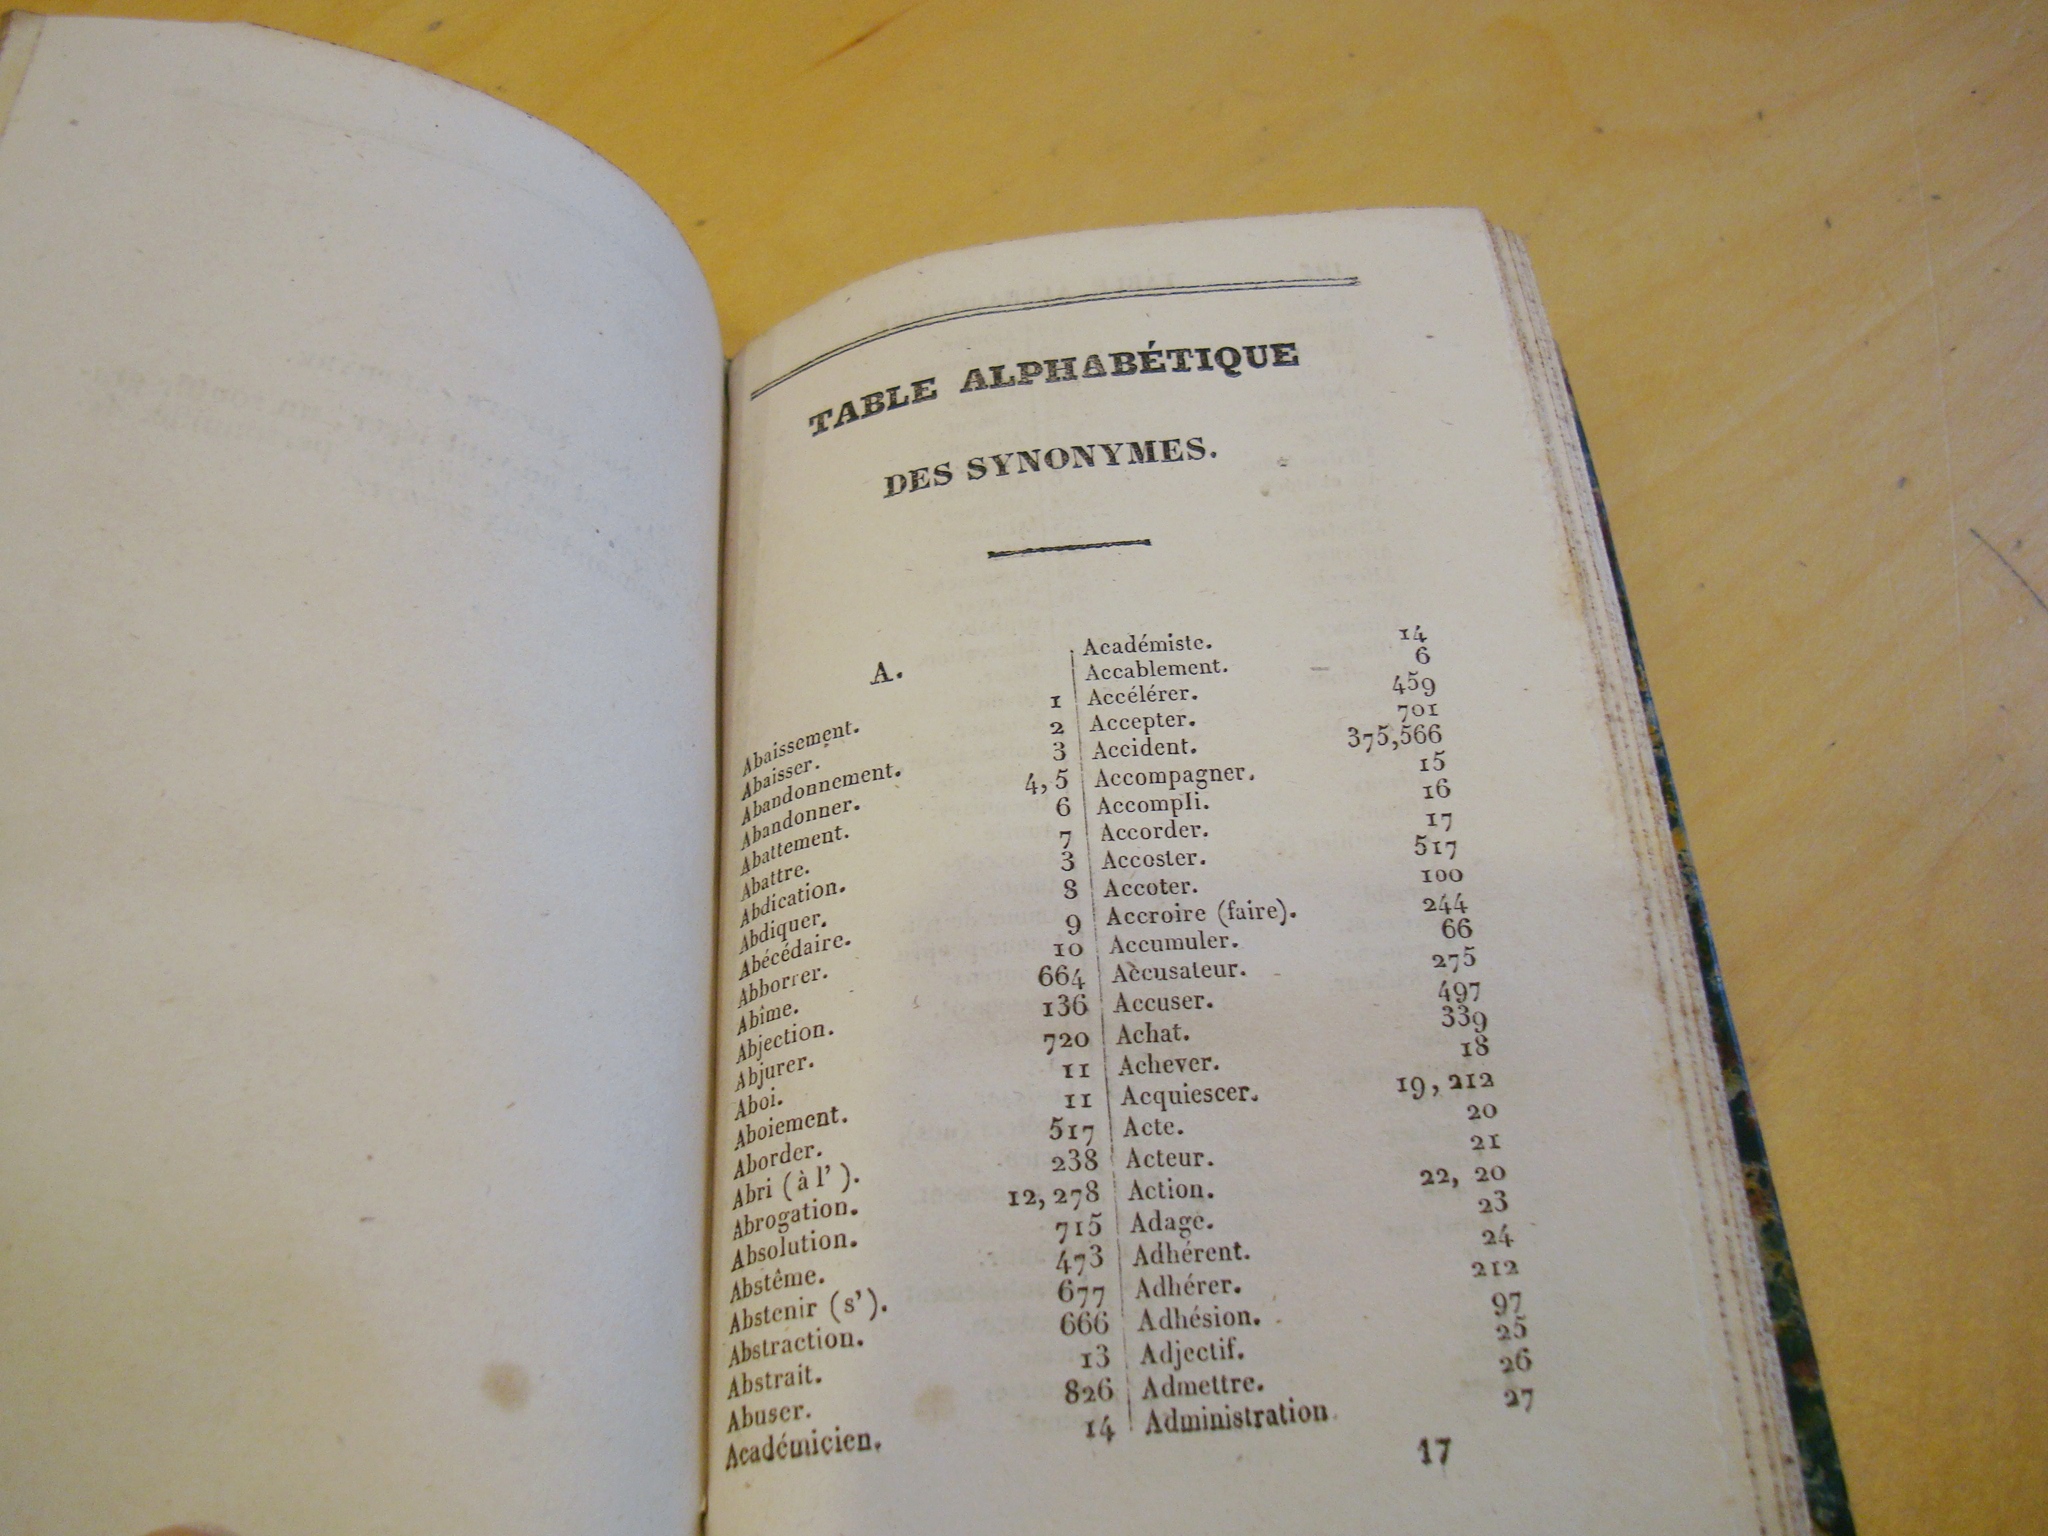 TABLE ALPHABÉTIQUE
DES SYNONYMES.
A.
Abaissement. 1
Abaisser. 2
Abandonnement. 3
Abandonner. 4, 5
Abattement. 6
Abattre. 7
Abdication. 3
Abdiquer. 8
Abécédaire. 9
Abhorrer. 10
Abîme. 664
Abjection. 136
Abjurer. 720
Aboi. 11
Aboiement. 11
Aborder. 517
Abri (à l'). 238
Abrogation. 12, 278
Absolution. 715
Abstême. 473
Abstenir (s'). 677
Abstraction. 666
Abstrait. 13
Abuser. 826
Académicien. 14
Académiste. 14
Accablement. 6
Accélérer. 459
Accepter. 701
Accident. 375,566
Accompagner. 15
Accompli. 16
Accorder. 17
Accoster. 517
Accoter. 100
Accroire (faire). 244
Accumuler. 66
Accusateur. 275
Accuser. 497
Achat. 339
Achever. 18
Acquiescer. 19, 212
Acte. 20
Acteur. 21
Action. 22, 20
Adage. 23
Adhérent. 24
Adhérer. 212
Adhésion. 97
Adjectif. 25
Admettre. 26
Administration. 27
17